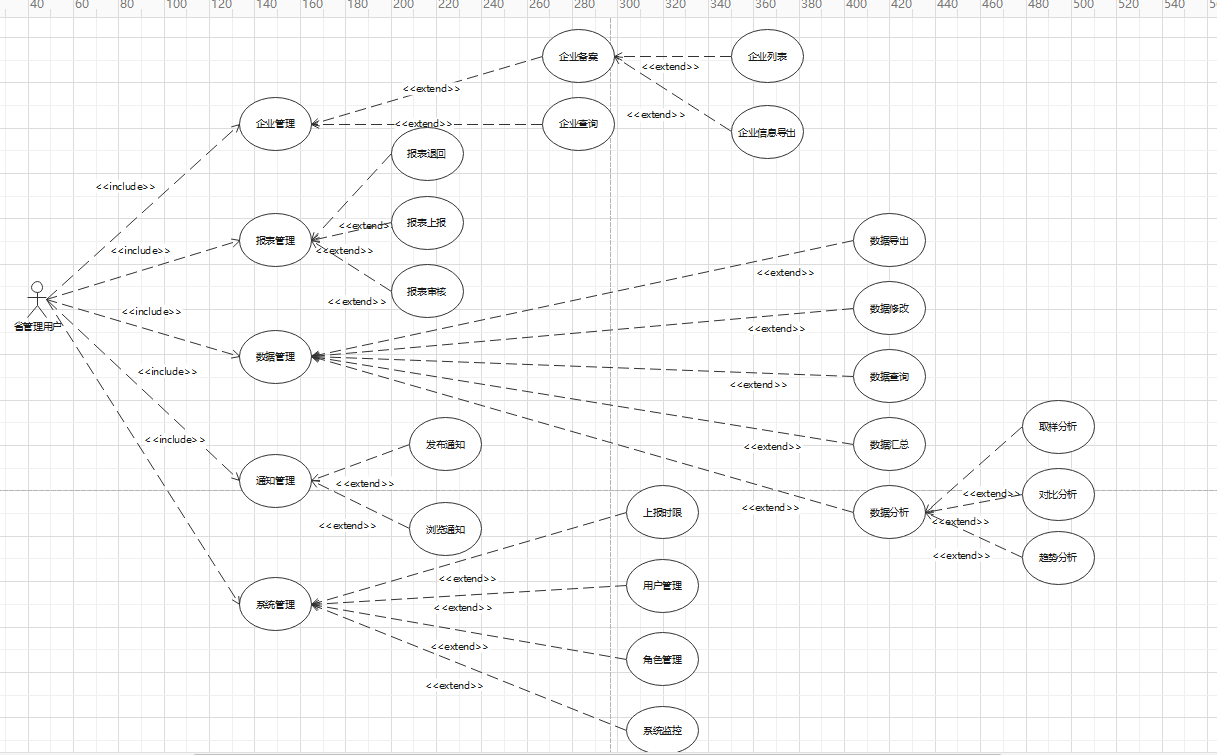 40 60 80 100 120 140 160 180 200 220 240 260 280 300 320 340 360 380 400 420 440 460 480 500 520 540
企业备案
企业列表
<<extend>>
<<extend>>
企业管理
<<extend>>
企业查询
<<extend>>
企业信息导出
报表退回
<<include>>
报表上报
<<extend>>
报表管理
<<include>>
<<extend>>
数据导出
<<extend>>
报表审核
<<extend>>
省管理用户
<<include>>
数据修改
<<extend>>
数据管理
<<include>>
数据查询
<<extend>>
<<include>>
发布通知
数据汇总
<<extend>>
取样分析
通知管理
<<extend>>
对比分析
<<extend>>
上报时限
<<extend>>
数据分析
<<extend>>
浏览通知
<<extend>>
趋势分析
<<extend>>
<<extend>>
用户管理
系统管理
<<extend>>
<<extend>>
角色管理
<<extend>>
系统监控